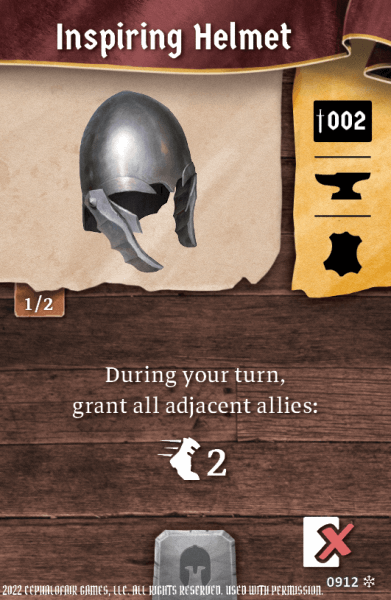 Inspiring Helmet
002
1/2
During your turn,
grant all adjacent allies:
2
0912
2022 CEPHALOFAIR GAMES, LLC. ALL RIGHTS RESERVED. USED WITH PERMISSION.